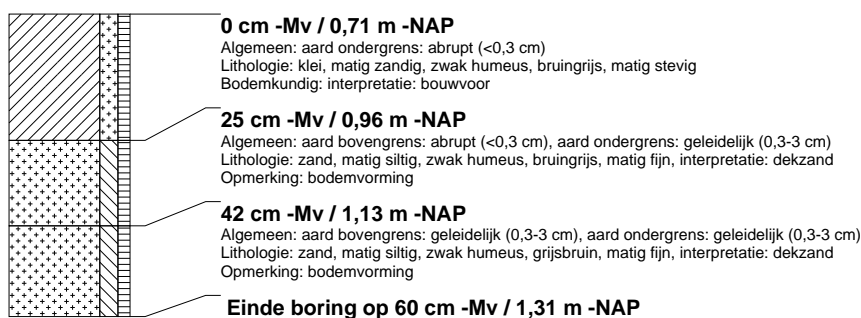 0 cm -Mv / 0,71 m -NAP
Algemeen: aard ondergrens: abrupt (<0,3 cm)
Lithologie: klei, matig zandig, zwak humeus, bruingrijs, matig stevig
Bodemkundig: interpretatie: bouwvoor
25 cm -Mv / 0,96 m -NAP
Algemeen: aard bovengrens: abrupt (<0,3 cm), aard ondergrens: geleidelijk (0,3-3 cm)
Lithologie: zand, matig siltig, zwak humeus, bruingrijs, matig fijn, interpretatie: dekzand
Opmerking: bodemvorming
42 cm -Mv / 1,13 m -NAP
Algemeen: aard bovengrens: geleidelijk (0,3-3 cm), aard ondergrens: geleidelijk (0,3-3 cm)
Lithologie: zand, matig siltig, zwak humeus, grijsbruin, matig fijn, interpretatie: dekzand
Opmerking: bodemvorming
Einde boring op 60 cm -Mv / 1,31 m -NAP